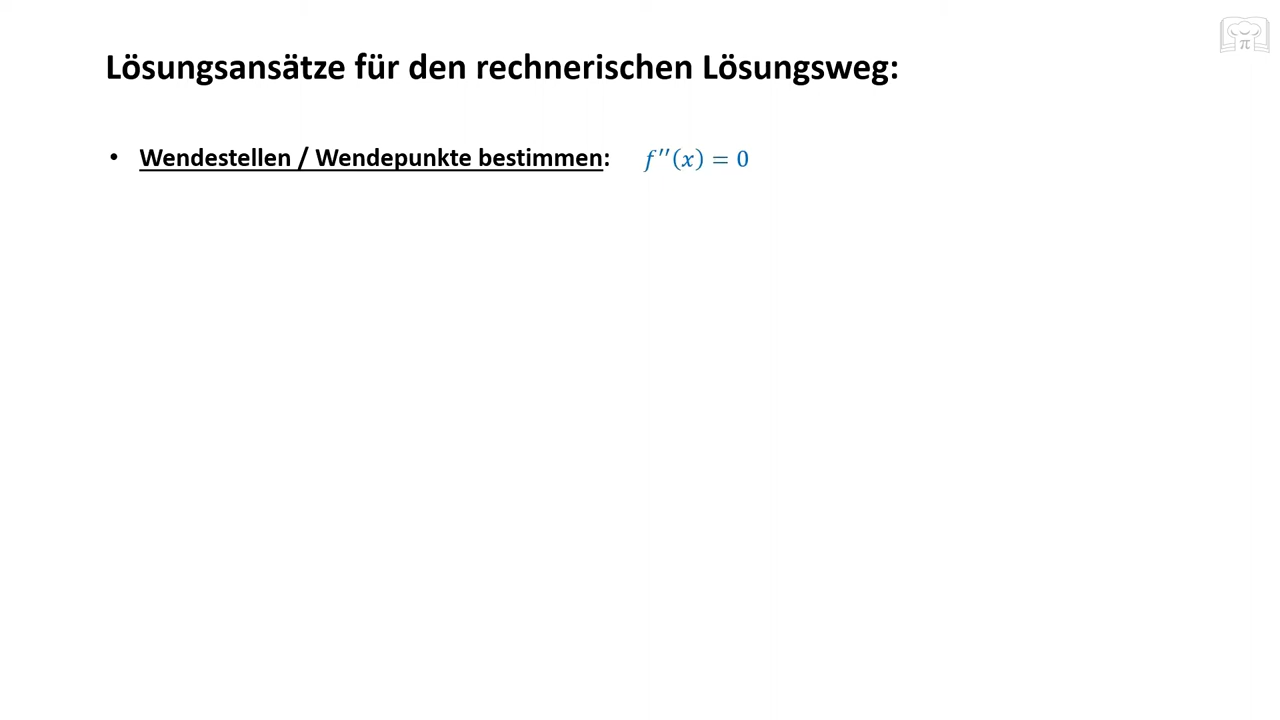 Lösungsansätze für den rechnerischen Lösungsweg:
• Wendestellen / Wendepunkte bestimmen: f′′(x) = 0
π